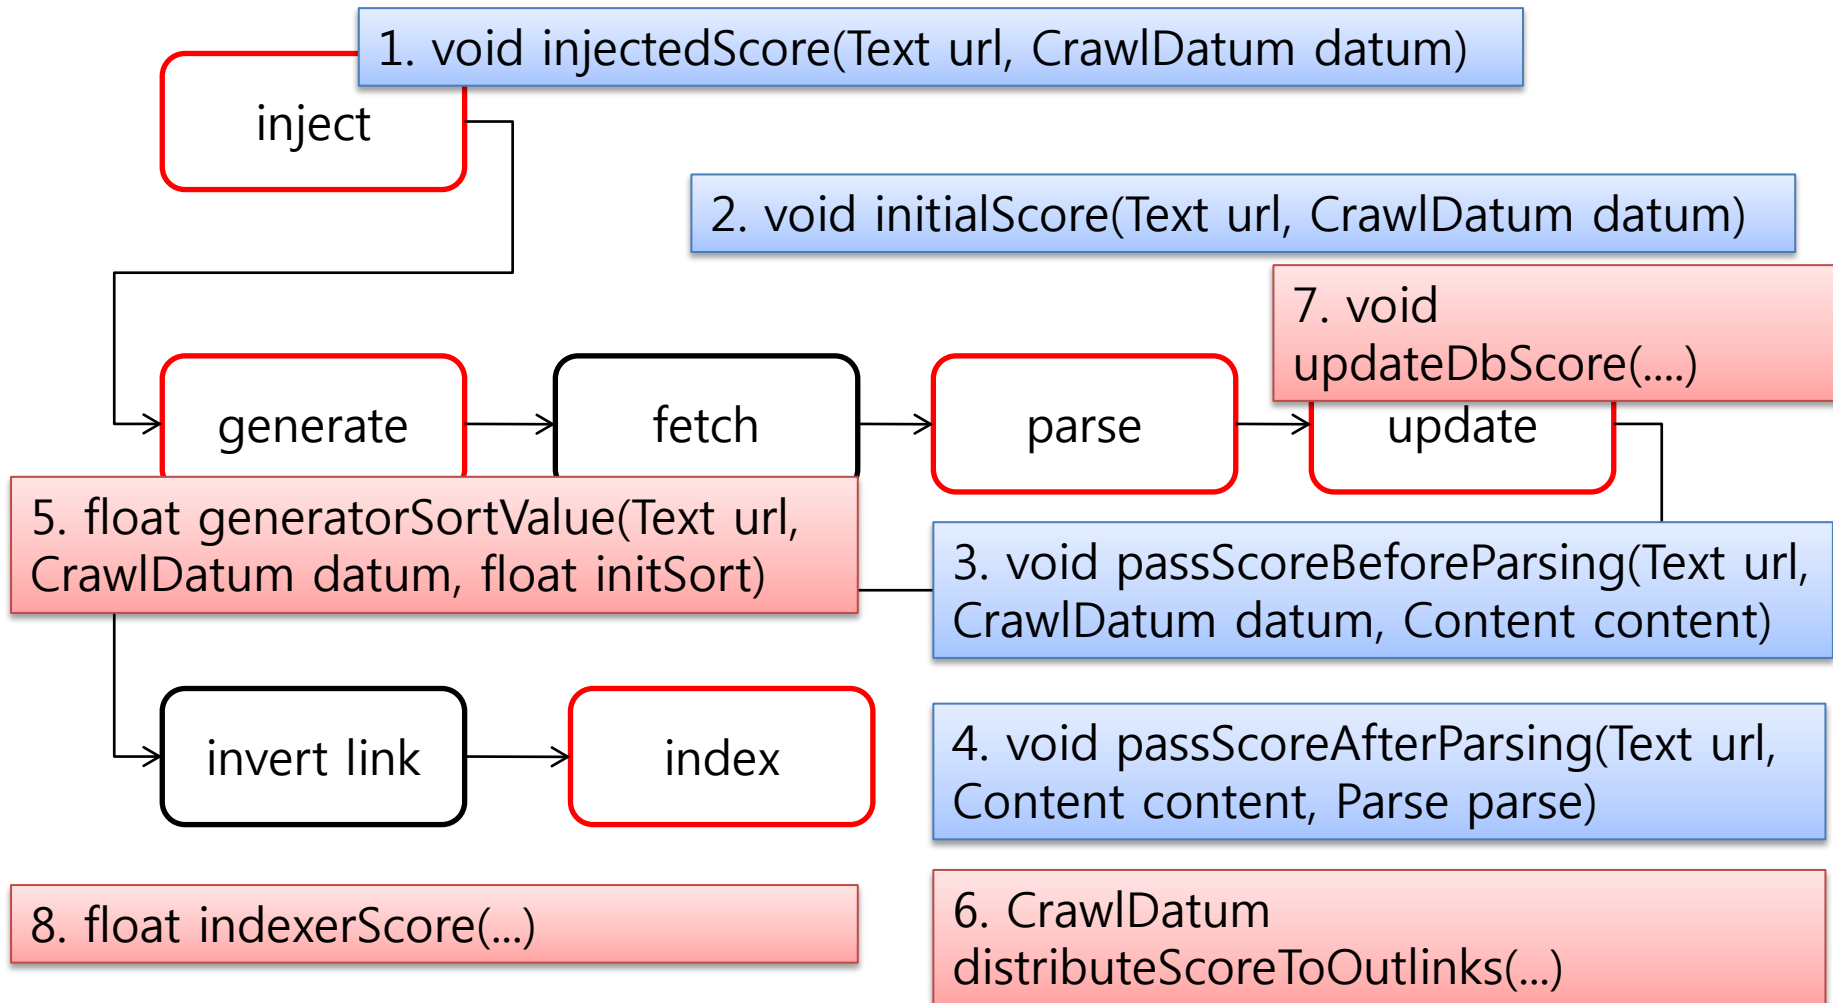 1. void injectedScore(Text url, CrawlDatum datum)
inject
2. void initialScore(Text url, CrawlDatum datum)
7. void
updateDbScore(....)
generate
fetch
parse
update
5. float generatorSortValue(Text url,
CrawlDatum datum, float initSort)
3. void passScoreBeforeParsing(Text url,
CrawlDatum datum, Content content)
invert link
index
4. void passScoreAfterParsing(Text url,
Content content, Parse parse)
8. float indexerScore(...)
6. CrawlDatum
distributeScoreToOutlinks(...)